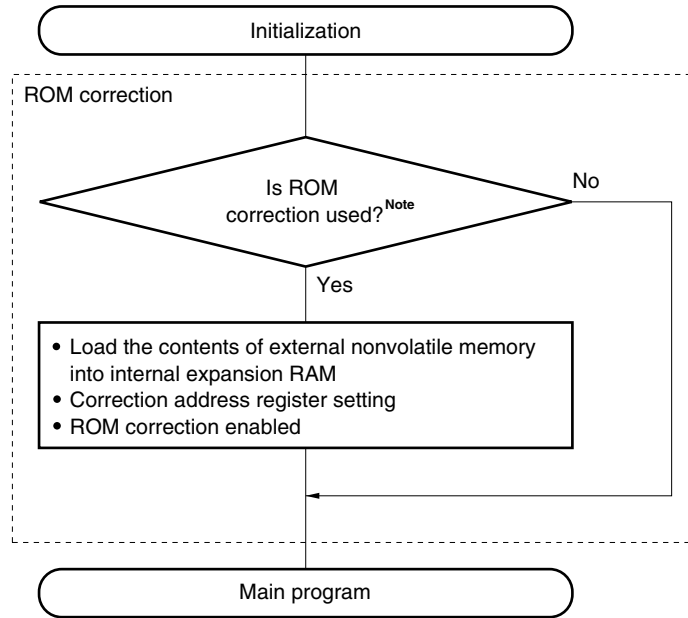 Initialization
ROM correction
Is ROM
correction used?Note
No
Yes
• Load the contents of external nonvolatile memory
into internal expansion RAM
• Correction address register setting
• ROM correction enabled
Main program